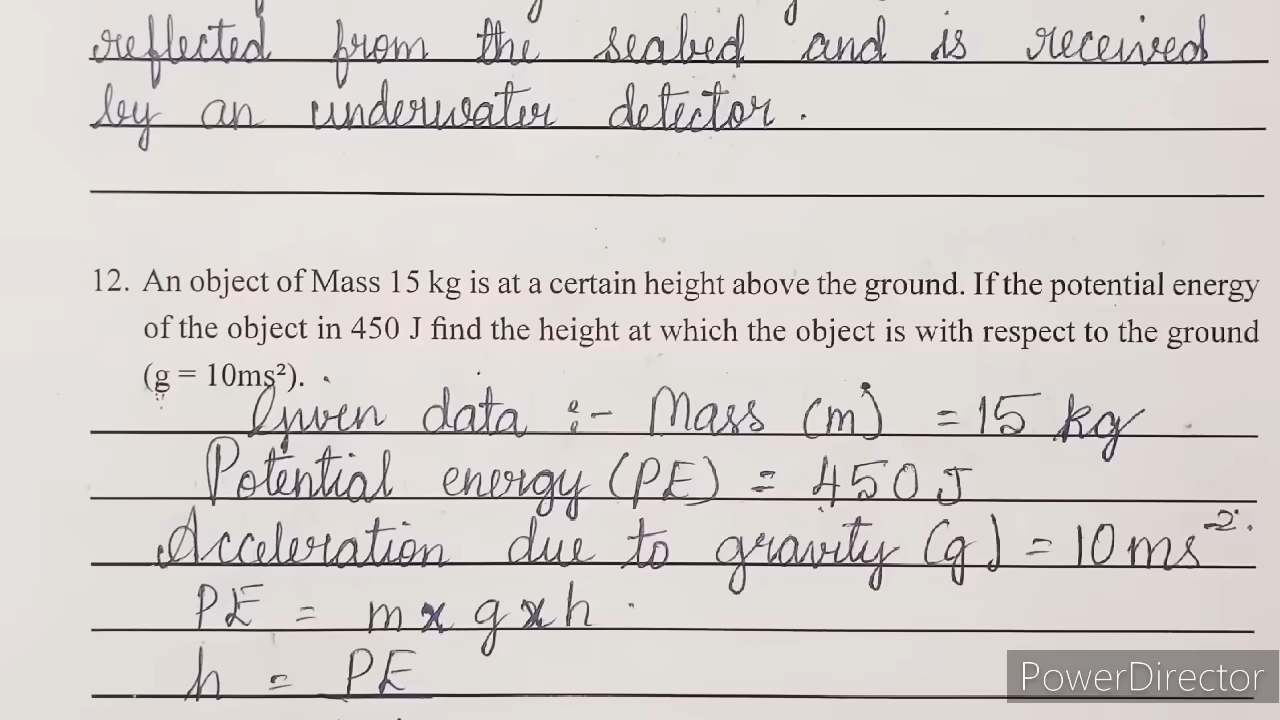 reflected from the seabed and is received
by an underwater detector.
12. An object of Mass 15 kg is at a certain height above the ground. If the potential energy
of the object in 450 J find the height at which the object is with respect to the ground
(g = 10ms²).
Given data :- Mass (m) = 15 kg
Potential energy (PE) = 450 J
Acceleration due to gravity (g) = 10 ms⁻².
PE = m x g x h
h = PE
PowerDirector